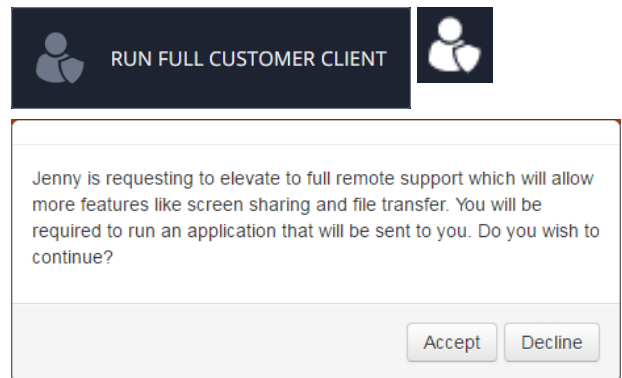 RUN FULL CUSTOMER CLIENT
Jenny is requesting to elevate to full remote support which will allow
more features like screen sharing and file transfer. You will be
required to run an application that will be sent to you. Do you wish to
continue?
Accept Decline